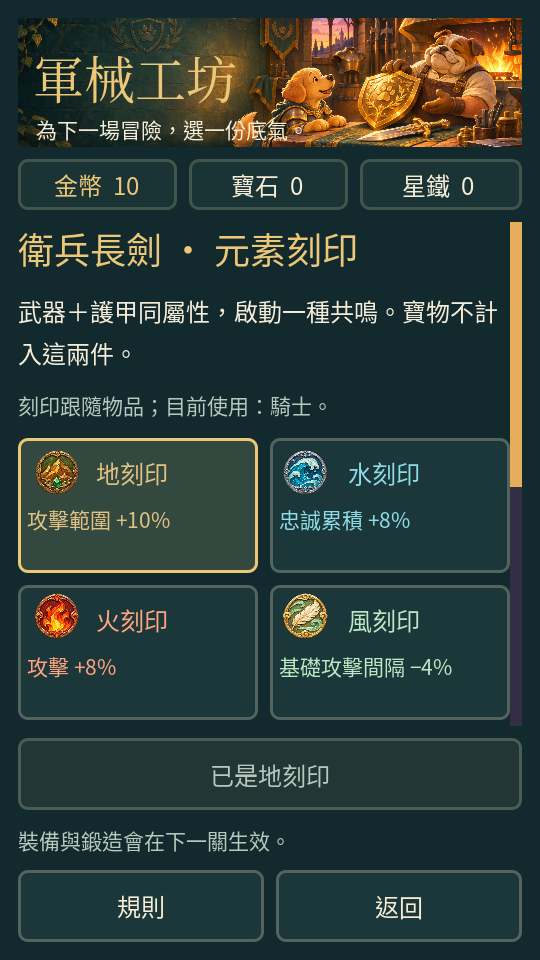 軍械工坊
為下一場冒險，選一份底氣。
金幣 10
寶石 0
星鐵 0
衛兵長劍 · 元素刻印
武器＋護甲同屬性，啟動一種共鳴。寶物不計
入這兩件。
刻印跟隨物品；目前使用：騎士。
地刻印
攻擊範圍 +10%
水刻印
忠誠累積 +8%
火刻印
攻擊 +8%
風刻印
基礎攻擊間隔 −4%
已是地刻印
裝備與鍛造會在下一關生效。
規則
返回